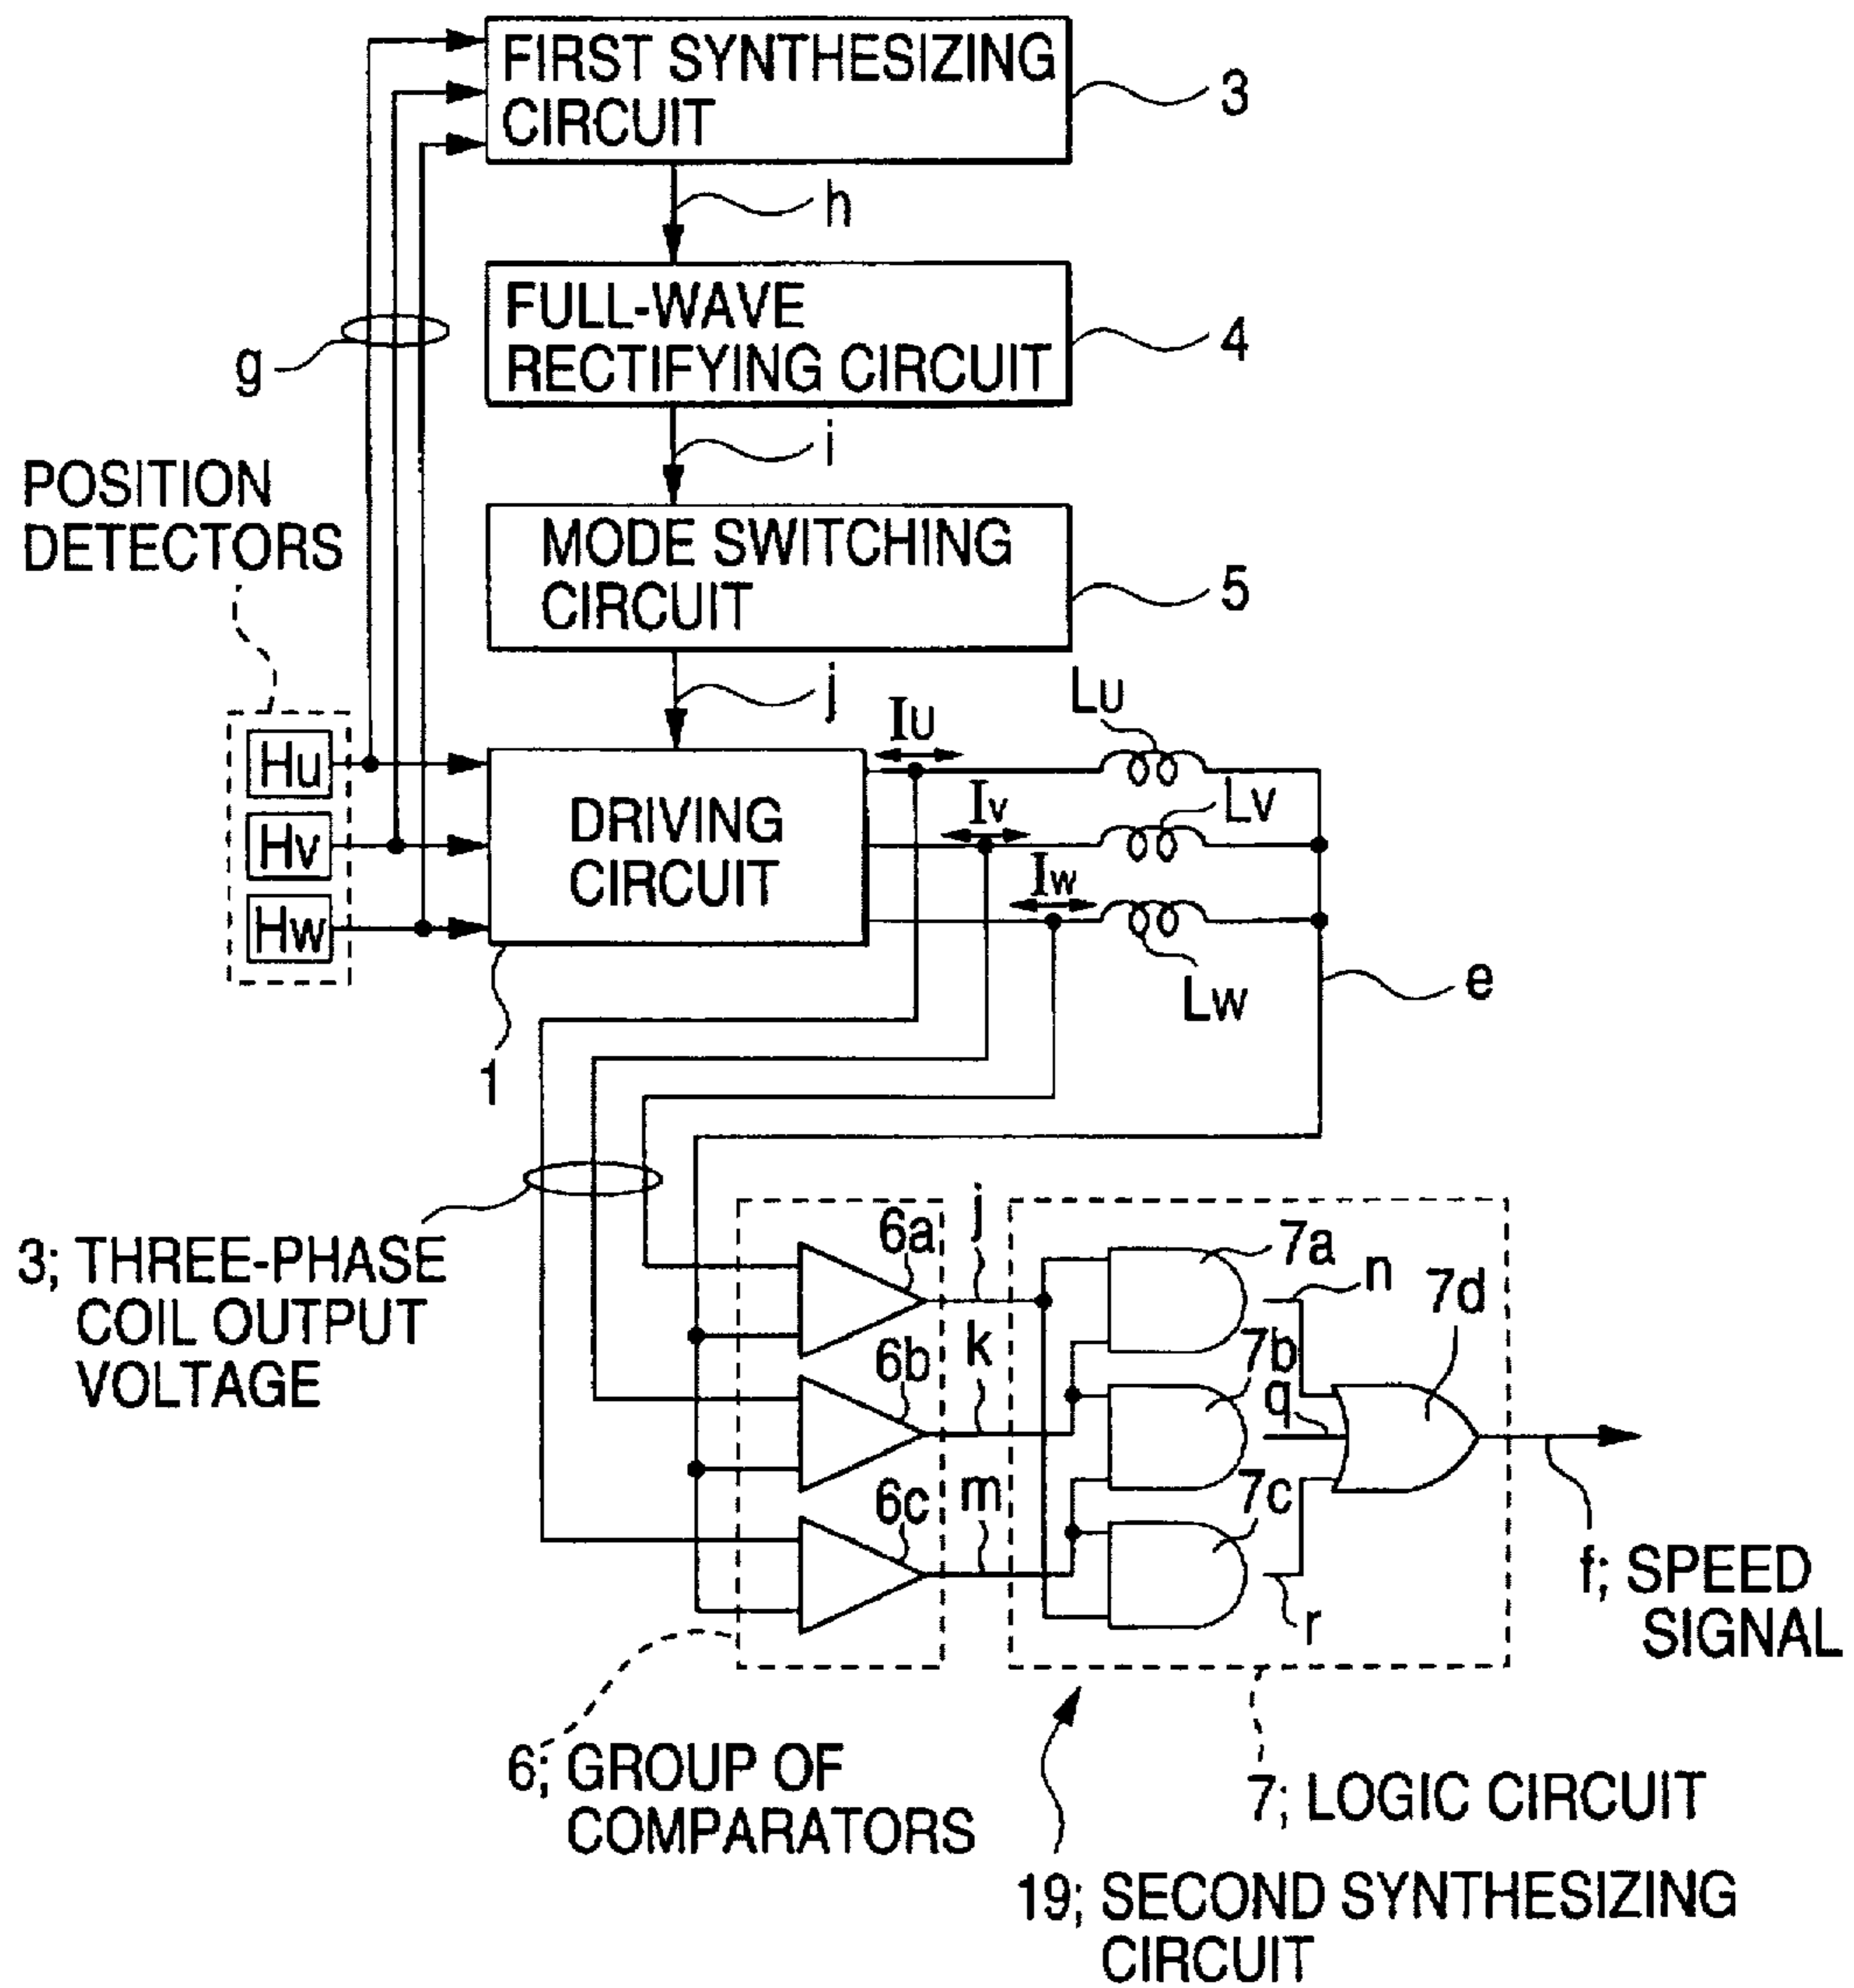 FIRST SYNTHESIZING
CIRCUIT
3
h
FULL-WAVE
RECTIFYING CIRCUIT
4
g
i
POSITION
DETECTORS
MODE SWITCHING
CIRCUIT
5
j
Hu
Hv
Hw
DRIVING
CIRCUIT
1
IU
Iv
Iw
Lu
Lv
Lw
e
3; THREE-PHASE
COIL OUTPUT
VOLTAGE
6a
6b
6c
j
k
m
7a
7b
7c
7d
n
q
r
f; SPEED
SIGNAL
6; GROUP OF
COMPARATORS
7; LOGIC CIRCUIT
19; SECOND SYNTHESIZING
CIRCUIT